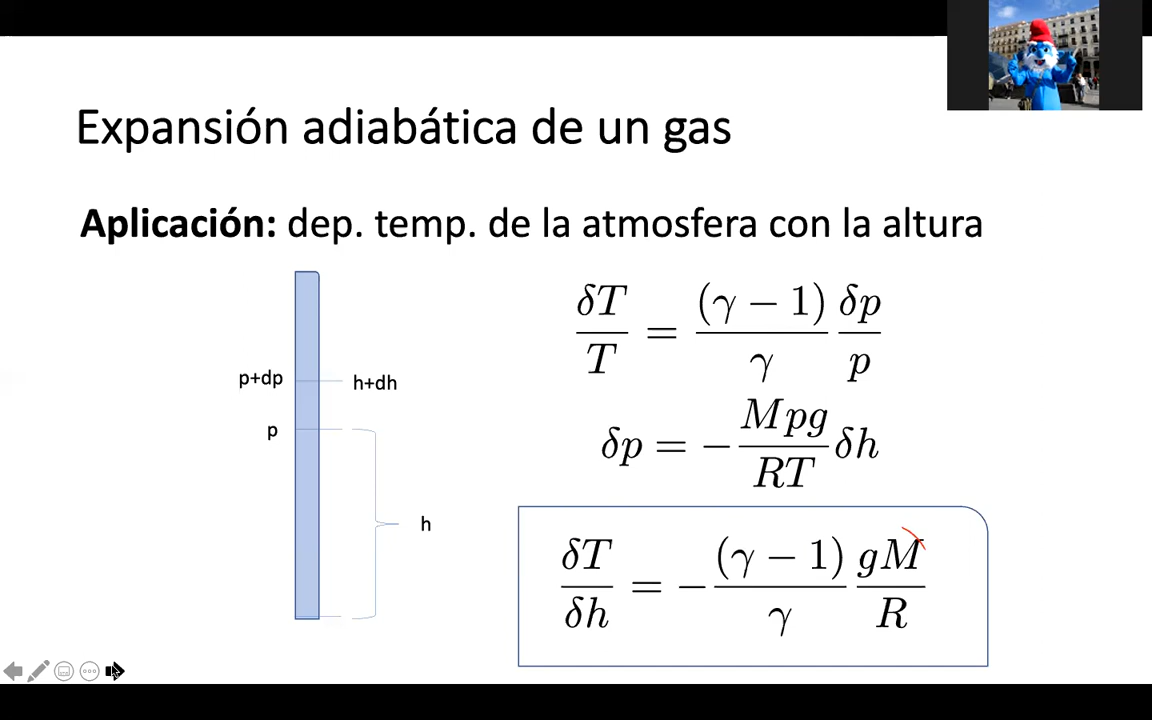 Expansión adiabática de un gas
Aplicación: dep. temp. de la atmosfera con la altura
p+dp
h+dh
p
h
δT/T = (γ − 1)/γ δp/p
δp = −Mpg/RT δh
δT/δh = −(γ − 1)/γ gM/R